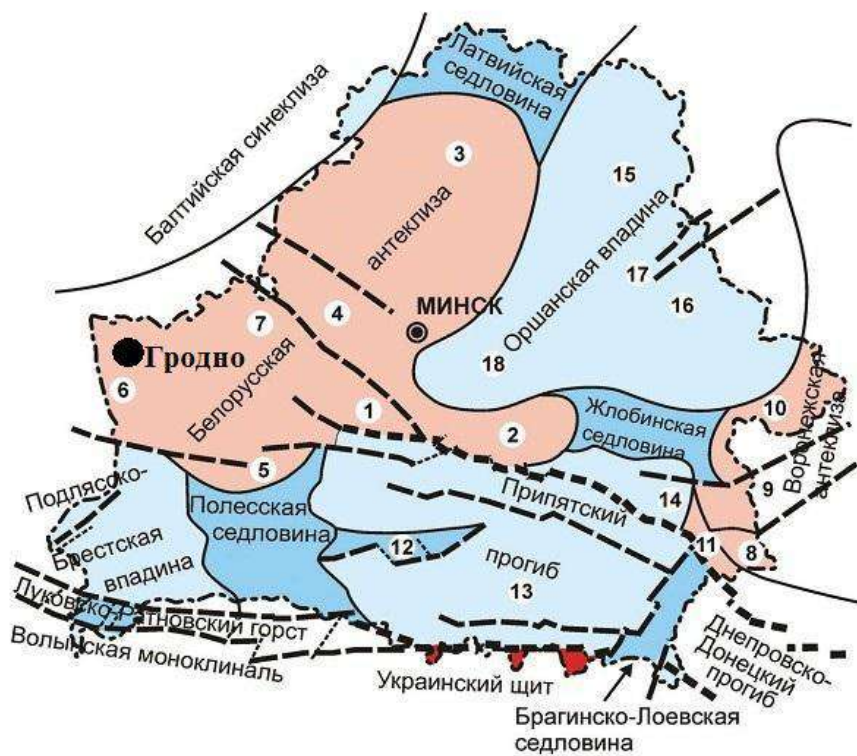 Латвийская
седловина
Балтийская синеклиза
3
15
антеклиза
Оршанская впадина
17
16
4
МИНСК
7
Гродно
6
18
Белорусская
1
2
Жлобинская
седловина
10
Воронежская
антеклиза
9
5
Подлясско-
Брестская
впадина
Полесская
седловина
Припятский
прогиб
14
12
13
11
8
Луковско-Ратновский горст
Волынская моноклиналь
Украинский щит
Днепровско-
Донецкий
прогиб
Брагинско-Лоевская
седловина